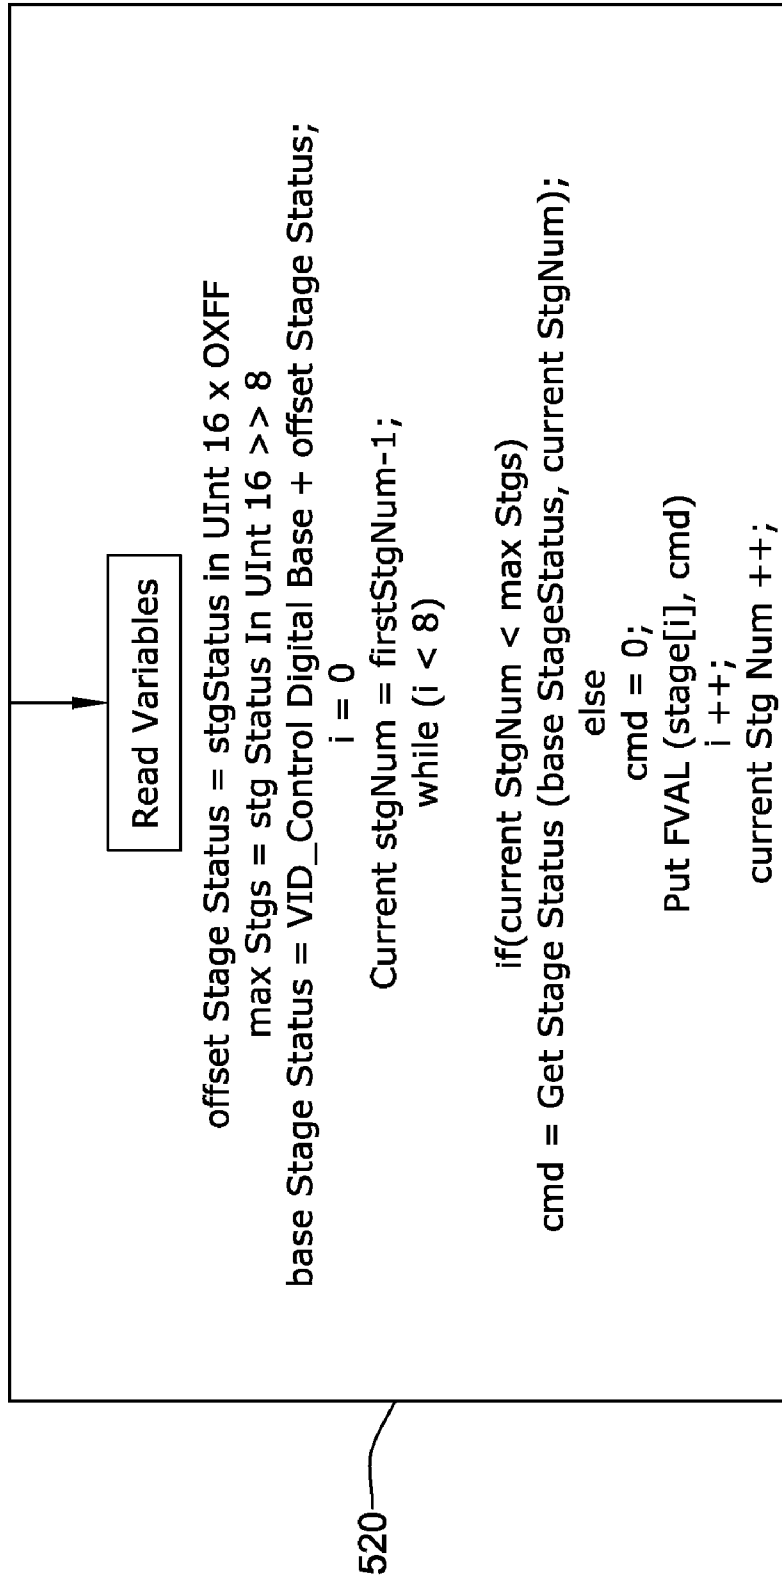 Read Variables
offset Stage Status = stgStatus in UInt 16 x OXFF
max Stgs = stg Status In UInt 16 >> 8
base Stage Status = VID_Control Digital Base + offset Stage Status;
i = 0
Current stgNum = firstStgNum-1;
while (i < 8)
if(current StgNum < max Stgs)
cmd = Get Stage Status (base StageStatus, current StgNum);
else
cmd = 0;
Put FVAL (stage[i], cmd)
i ++;
current Stg Num ++;
520